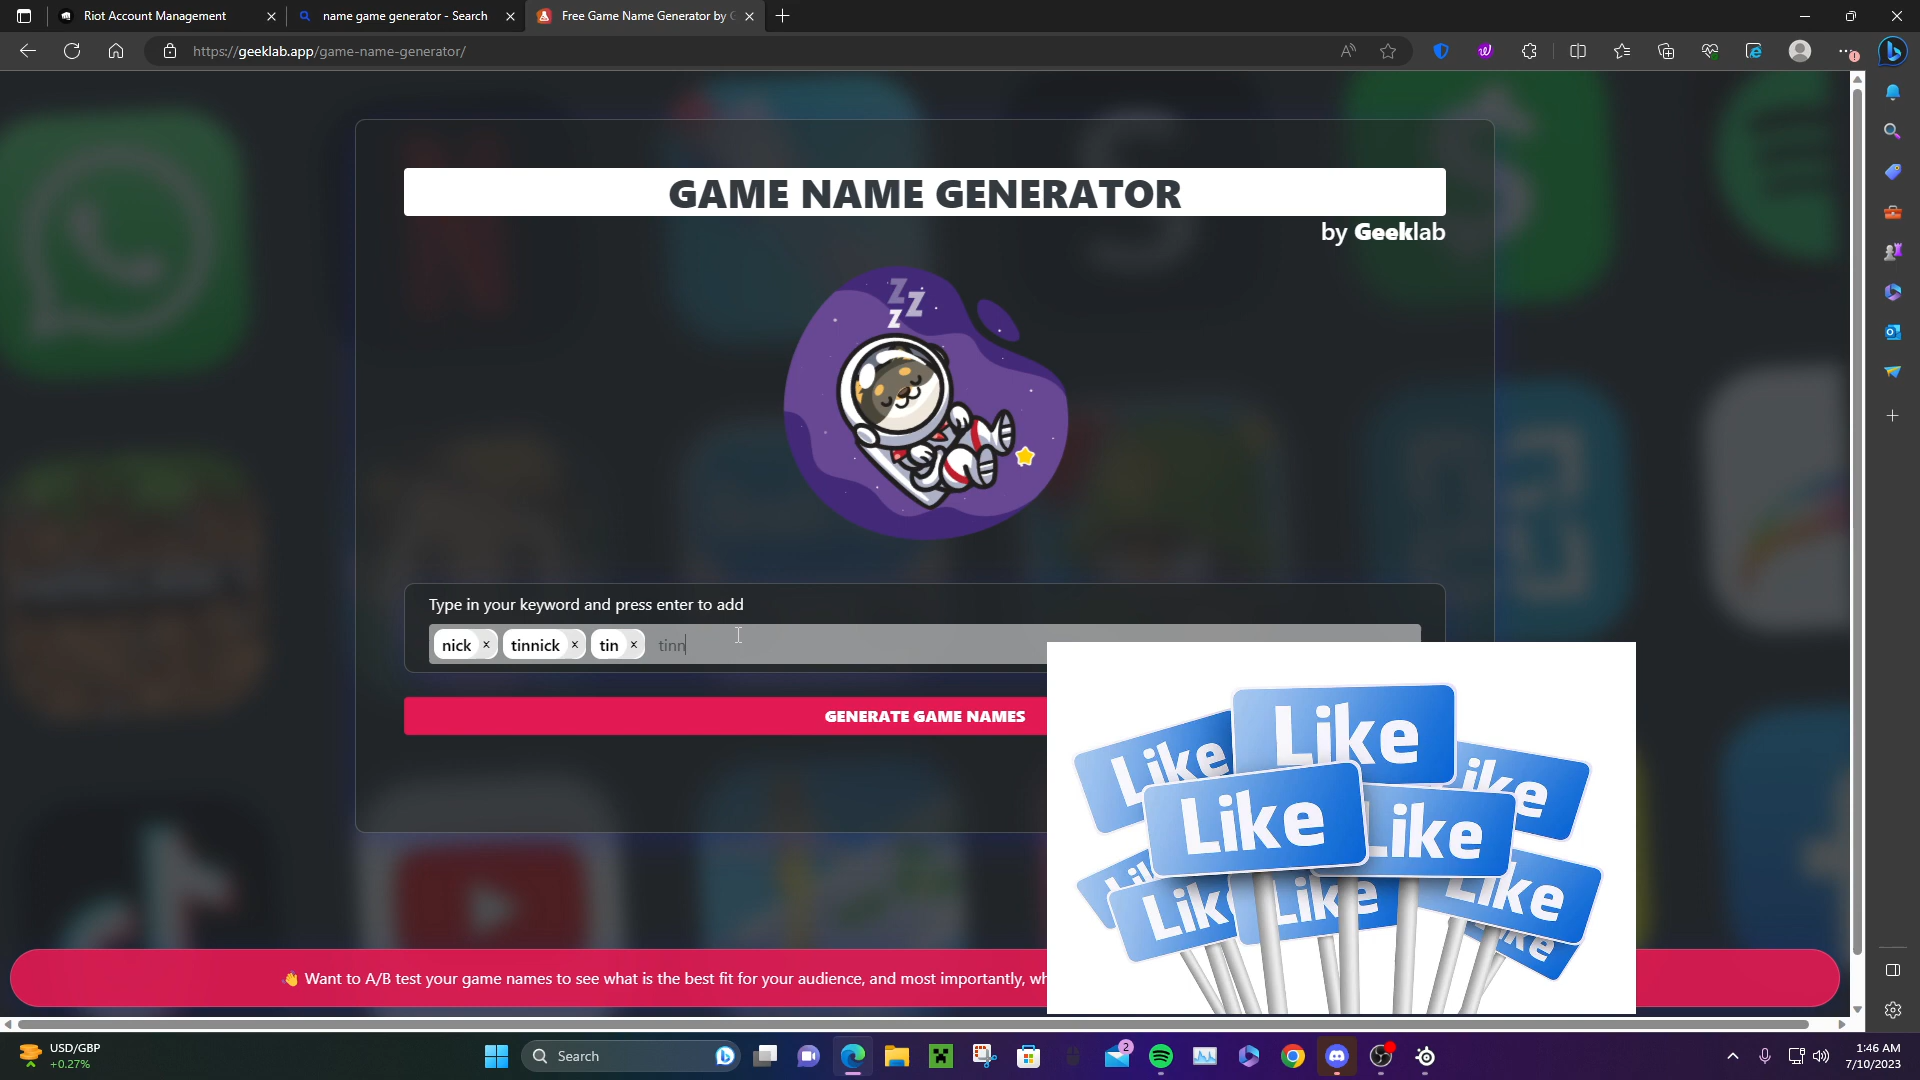 Riot Account Management
name game generator - Search
Free Game Name Generator by
https://geeklab.app/game-name-generator/
GAME NAME GENERATOR
by Geeklab
Z Z Z
Type in your keyword and press enter to add
nick × tinnick × tin × tinn
GENERATE GAME NAMES
Like
Like
Like
Like
Like
👋 Want to A/B test your game names to see what is the best fit for your audience, and most importantly,
USD/GBP
+0.27%
Search
2
1:46 AM
7/10/2023